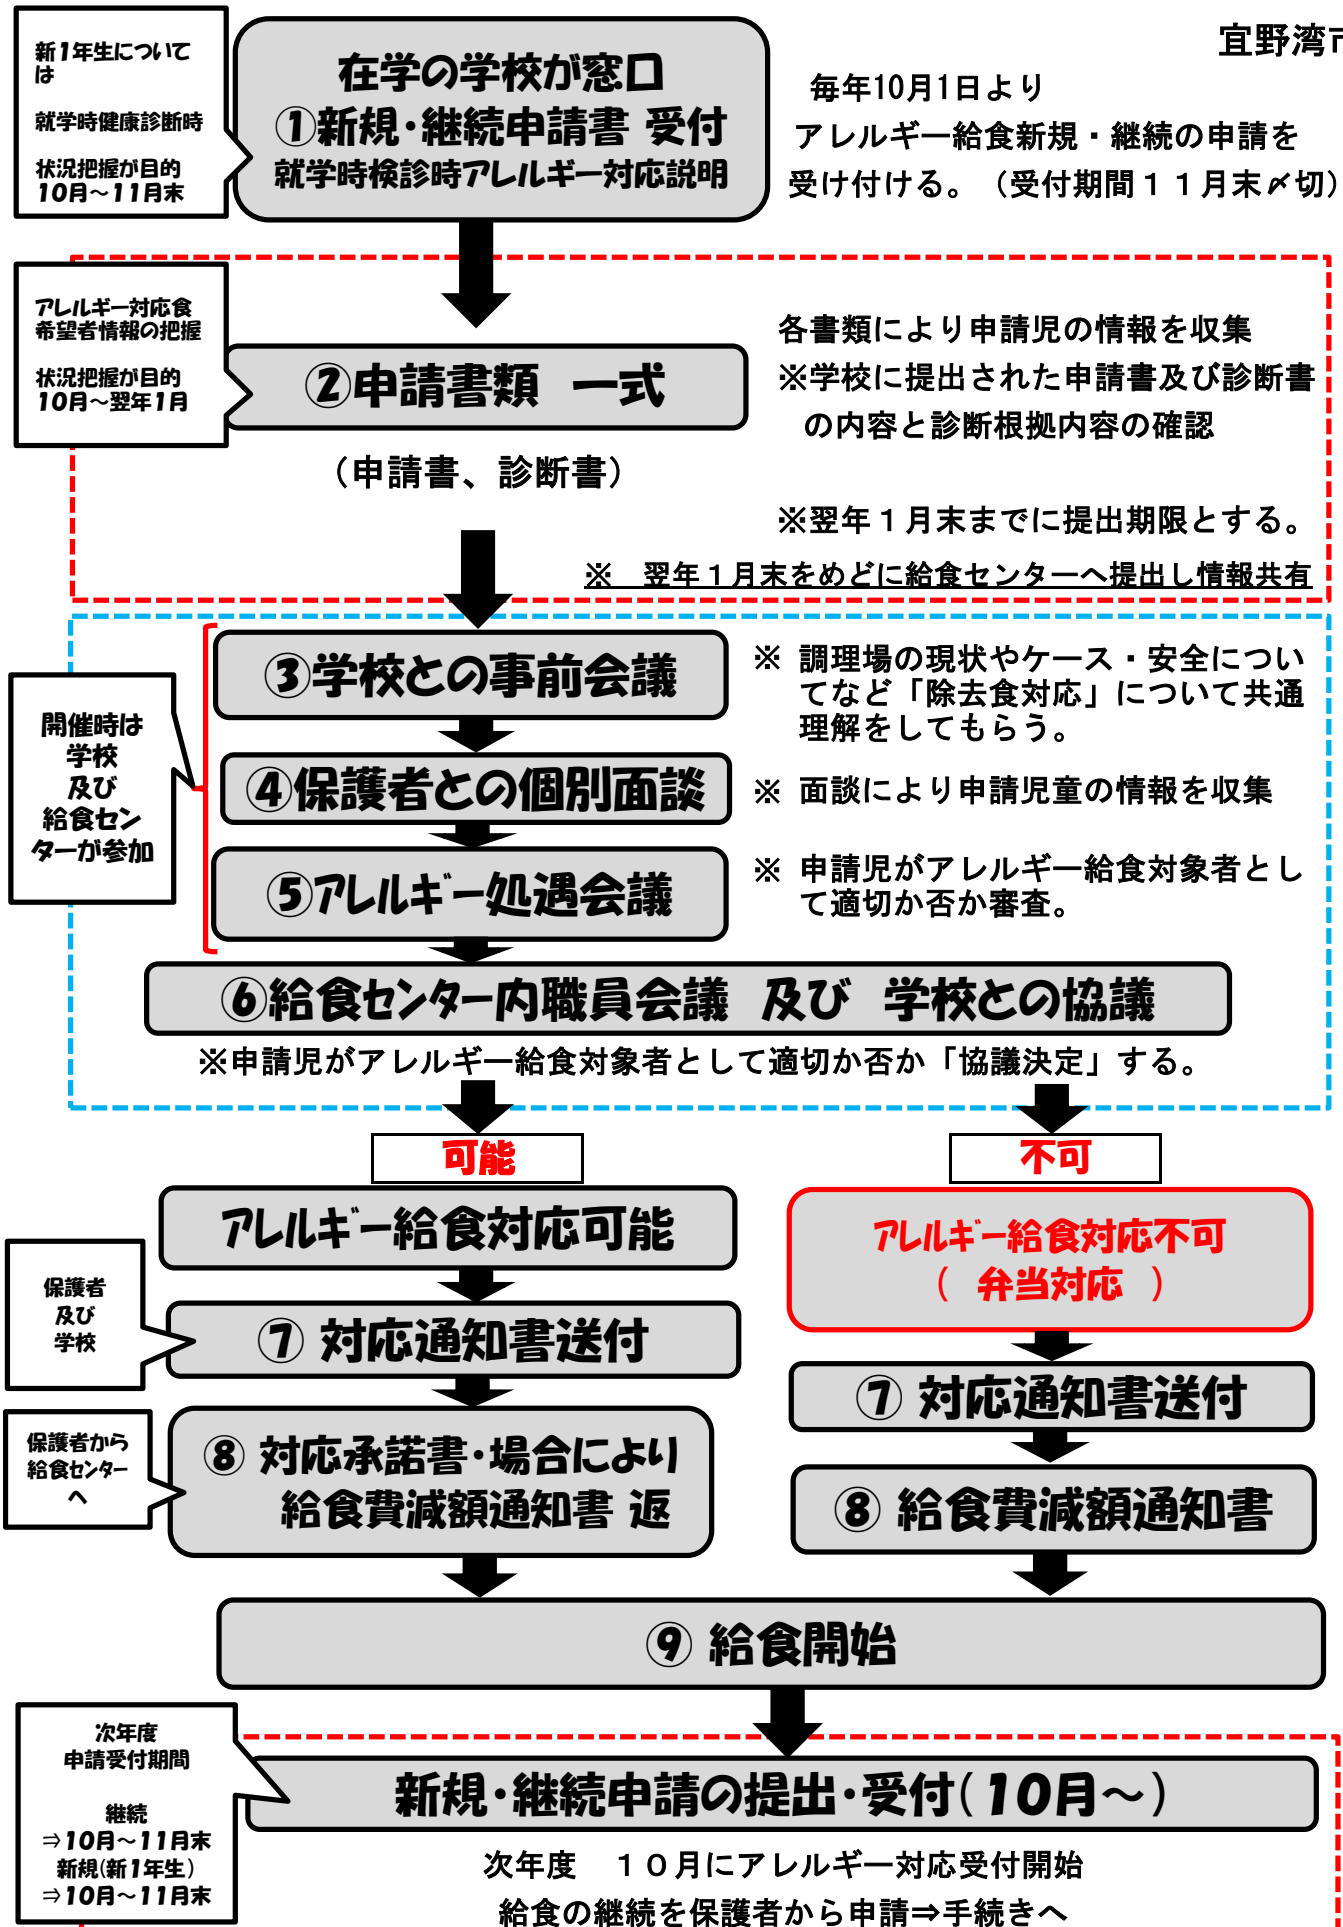 宜野湾市
新1年生について
は
就学時健康診断時
状況把握が目的
10月～11月末
在学の学校が窓口
①新規・継続申請書 受付
就学時検診時アレルギー対応説明
毎年10月1日より
アレルギー給食新規・継続の申請を
受け付ける。（受付期間１１月末〆切）
アレルギー対応食
希望者情報の把握
状況把握が目的
10月～翌年1月
②申請書類　一式
（申請書、診断書）
各書類により申請児の情報を収集
※学校に提出された申請書及び診断書
の内容と診断根拠内容の確認
※翌年１月末までに提出期限とする。
※　翌年１月末をめどに給食センターへ提出し情報共有
開催時は
学校
及び
給食セン
ターが参加
③学校との事前会議
※ 調理場の現状やケース・安全につい
てなど「除去食対応」について共通
理解をしてもらう。
④保護者との個別面談
※ 面談により申請児童の情報を収集
⑤アレルギー処遇会議
※ 申請児がアレルギー給食対象者とし
て適切か否か審査。
⑥給食センター内職員会議　及び　学校との協議
※申請児がアレルギー給食対象者として適切か否か「協議決定」する。
可能
不可
アレルギー給食対応可能
アレルギー給食対応不可
（　弁当対応　）
保護者
及び
学校
⑦ 対応通知書送付
⑦ 対応通知書送付
保護者から
給食センター
へ
⑧ 対応承諾書・場合により
給食費減額通知書 返
⑧ 給食費減額通知書
⑨ 給食開始
次年度
申請受付期間
継続
⇒10月～11月末
新規(新1年生)
⇒10月～11月末
新規・継続申請の提出・受付(10月～)
次年度　１０月にアレルギー対応受付開始
給食の継続を保護者から申請⇒手続きへ